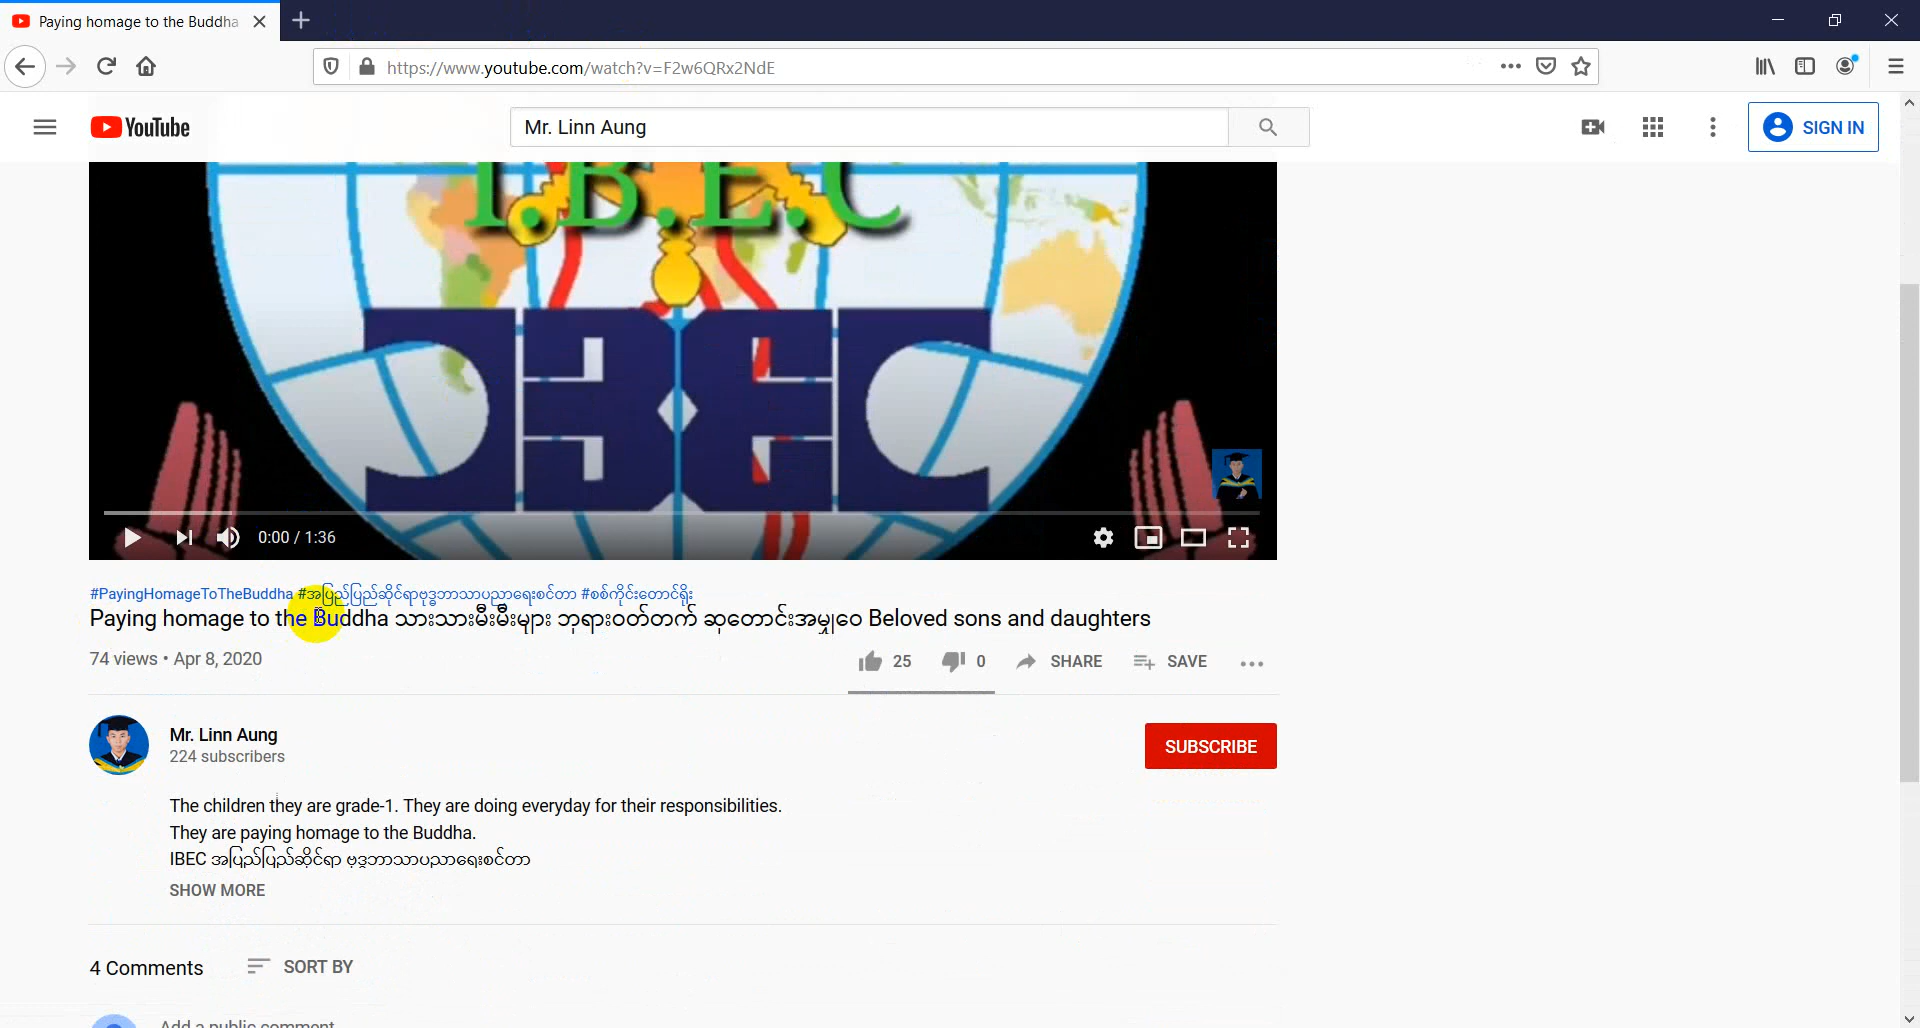 Paying homage to the Buddha
https://www.youtube.com/watch?v=F2w6QRx2NdE
YouTube
Mr. Linn Aung
SIGN IN
I.B.E.C
0:00 / 1:36
#PayingHomageToTheBuddha #အပြည်ပြည်ဆိုင်ရာဗုဒ္ဓဘာသာပညာရေးစင်တာ #စစ်ကိုင်းတောင်ရိုး
Paying homage to the Buddha သားသားမီးမီးများ ဘုရားဝတ်တက် ဆုတောင်းအမျှဝေ Beloved sons and daughters
74 views • Apr 8, 2020
25
0
SHARE
SAVE
Mr. Linn Aung
224 subscribers
SUBSCRIBE
The children they are grade-1. They are doing everyday for their responsibilities.
They are paying homage to the Buddha.
IBEC အပြည်ပြည်ဆိုင်ရာ ဗုဒ္ဓဘာသာပညာရေးစင်တာ
SHOW MORE
4 Comments
SORT BY
Add a public comment